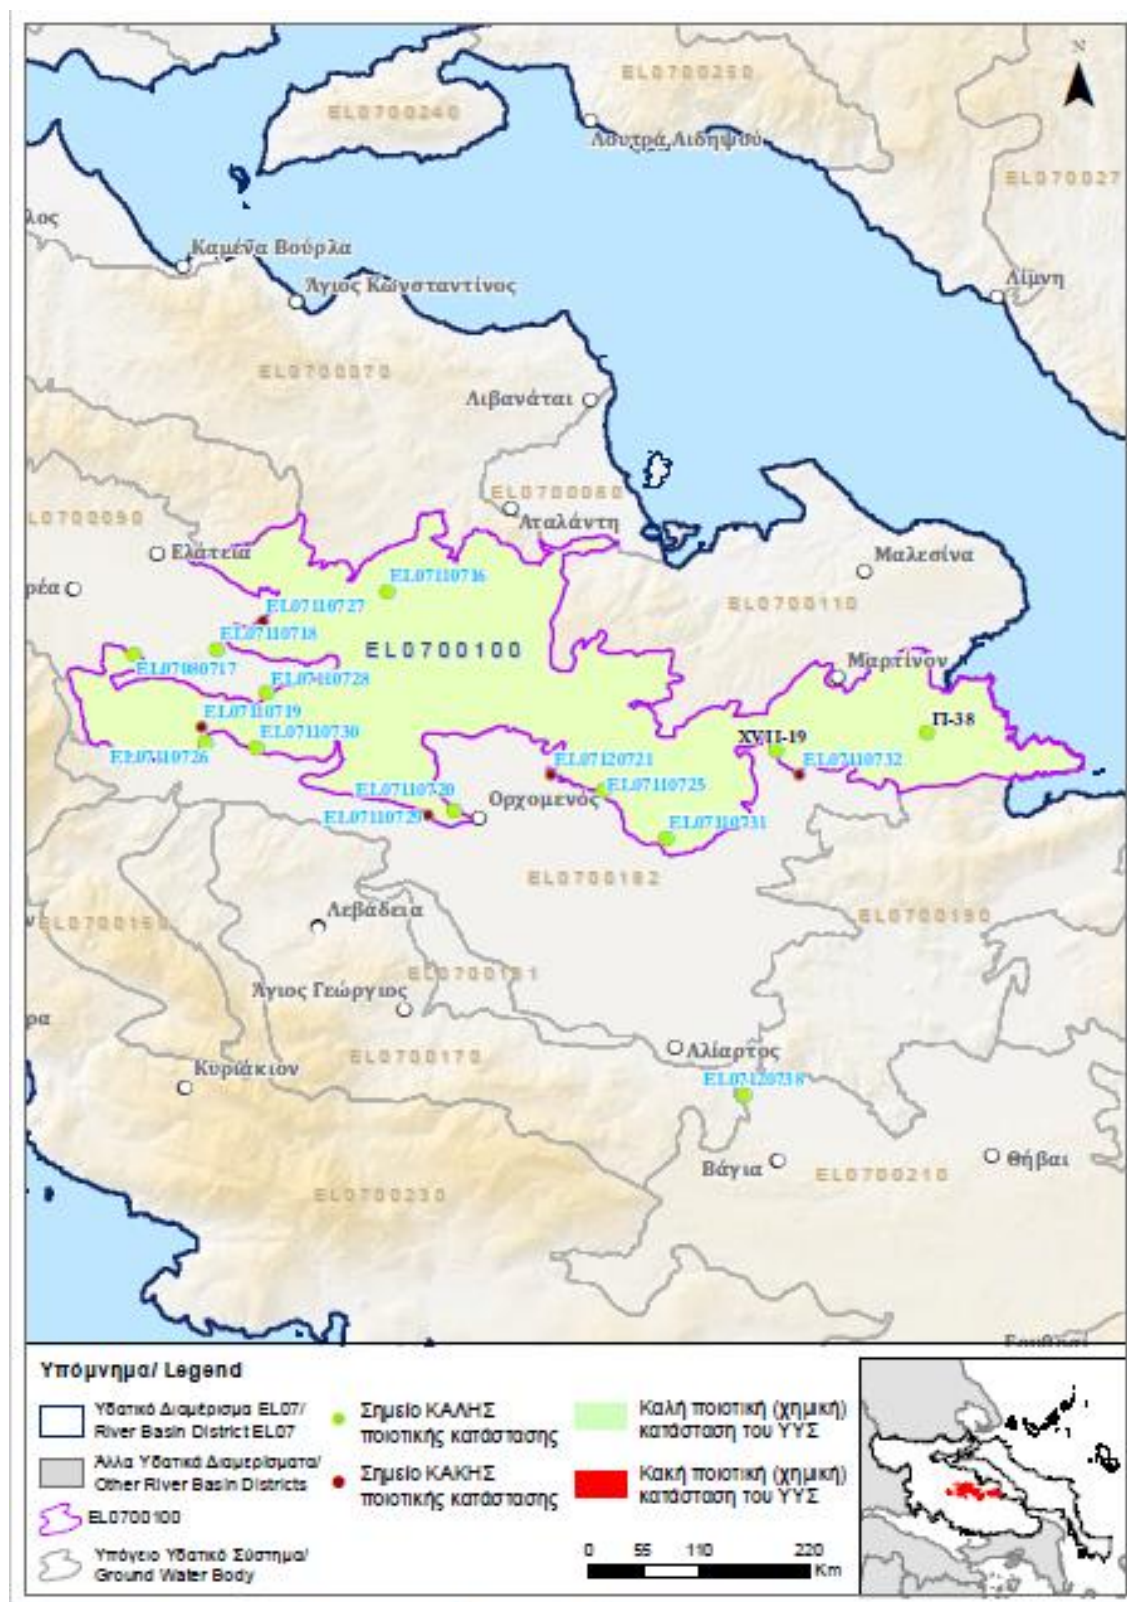 N
EL0700250
EL0700240
Λουτρά Αιδηψού
EL070027
λος
Καμένα Βούρλα
Άγιος Κωνσταντίνος
Λίμνη
EL0700070
Λιβανάται
EL0700080
Αταλάντη
L0700090
Ελάτεια
Μαλεσίνα
ρέα
EL07110716
EL07110727
EL0700110
EL07110718
EL0700100
EL07080717
Μαρτίνον
EL07110728
EL07110719
Π-38
EL07110730
XVII-19
EL07110726
EL07120721
EL07110732
EL07110720
EL07110725
Ορχομενός
EL07110729
EL07110731
EL0700182
EL0700190
Λεβάδεια
EL0700160
EL0700181
Άγιος Γεώργιος
ρα
Αλίαρτος
EL0700170
Κυριάκιον
EL07120738
Βάγια
Θήβαι
EL0700210
EL0700230
Υπόμνημα/ Legend
Υδατικό Διαμέρισμα EL07/
River Basin District EL07
Άλλα Υδατικά Διαμερίσματα/
Other River Basin Districts
EL0700100
Υπόγειο Υδατικό Σύστημα/
Ground Water Body
Σημείο ΚΑΛΗΣ
ποιοτικής κατάστασης
Σημείο ΚΑΚΗΣ
ποιοτικής κατάστασης
Καλή ποιοτική (χημική)
κατάσταση του ΥΥΣ
Κακή ποιοτική (χημική)
κατάσταση του ΥΥΣ
0 55 110 220
Km